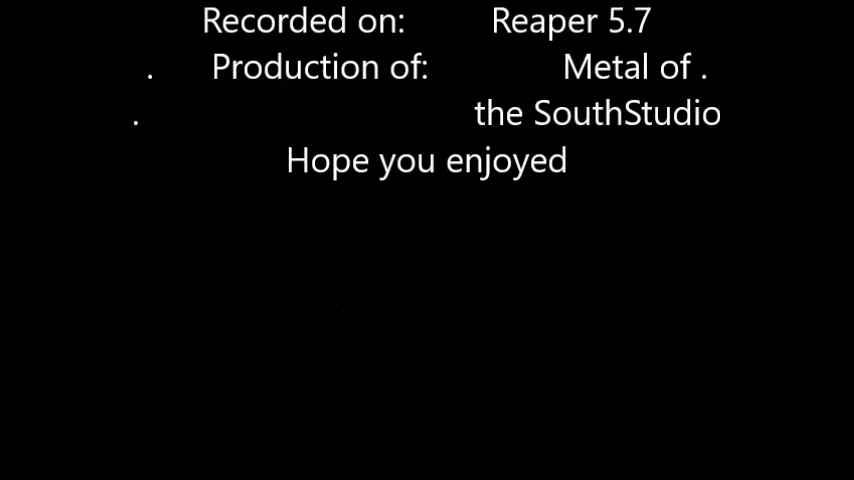 Recorded on: Reaper 5.7
. Production of: Metal of .
. the SouthStudio
Hope you enjoyed